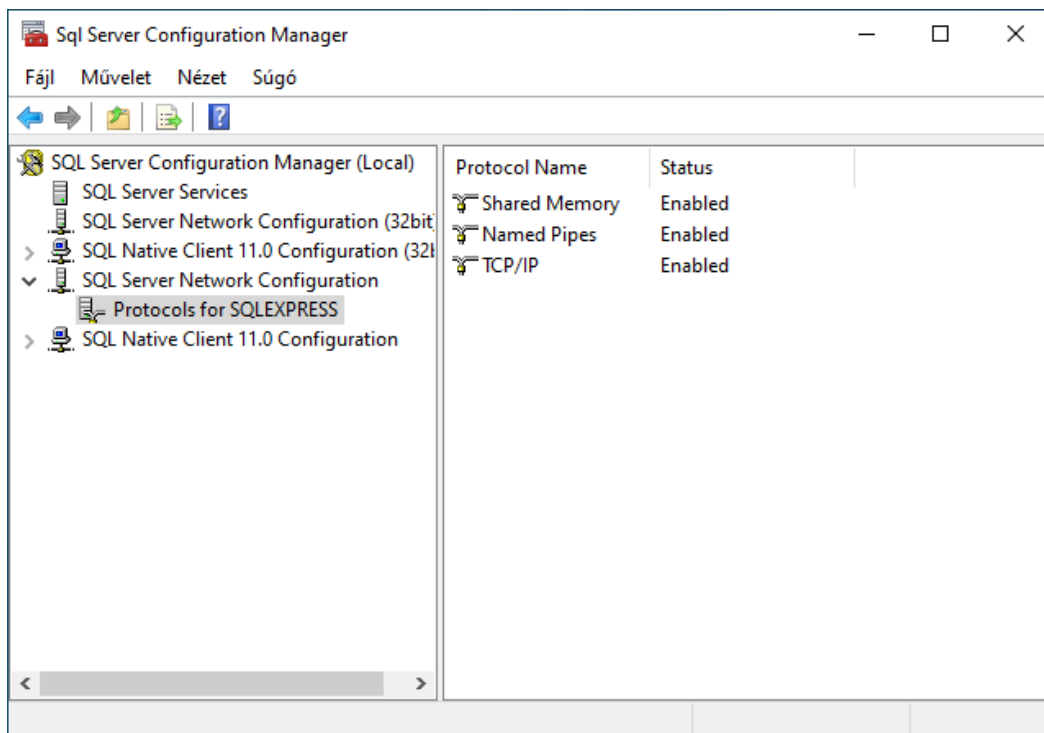 Sql Server Configuration Manager
Fájl Művelet Nézet Súgó
SQL Server Configuration Manager (Local)
SQL Server Services
SQL Server Network Configuration (32bit
SQL Native Client 11.0 Configuration (32
SQL Server Network Configuration
Protocols for SQLEXPRESS
SQL Native Client 11.0 Configuration
Protocol Name Status
Shared Memory Enabled
Named Pipes Enabled
TCP/IP Enabled